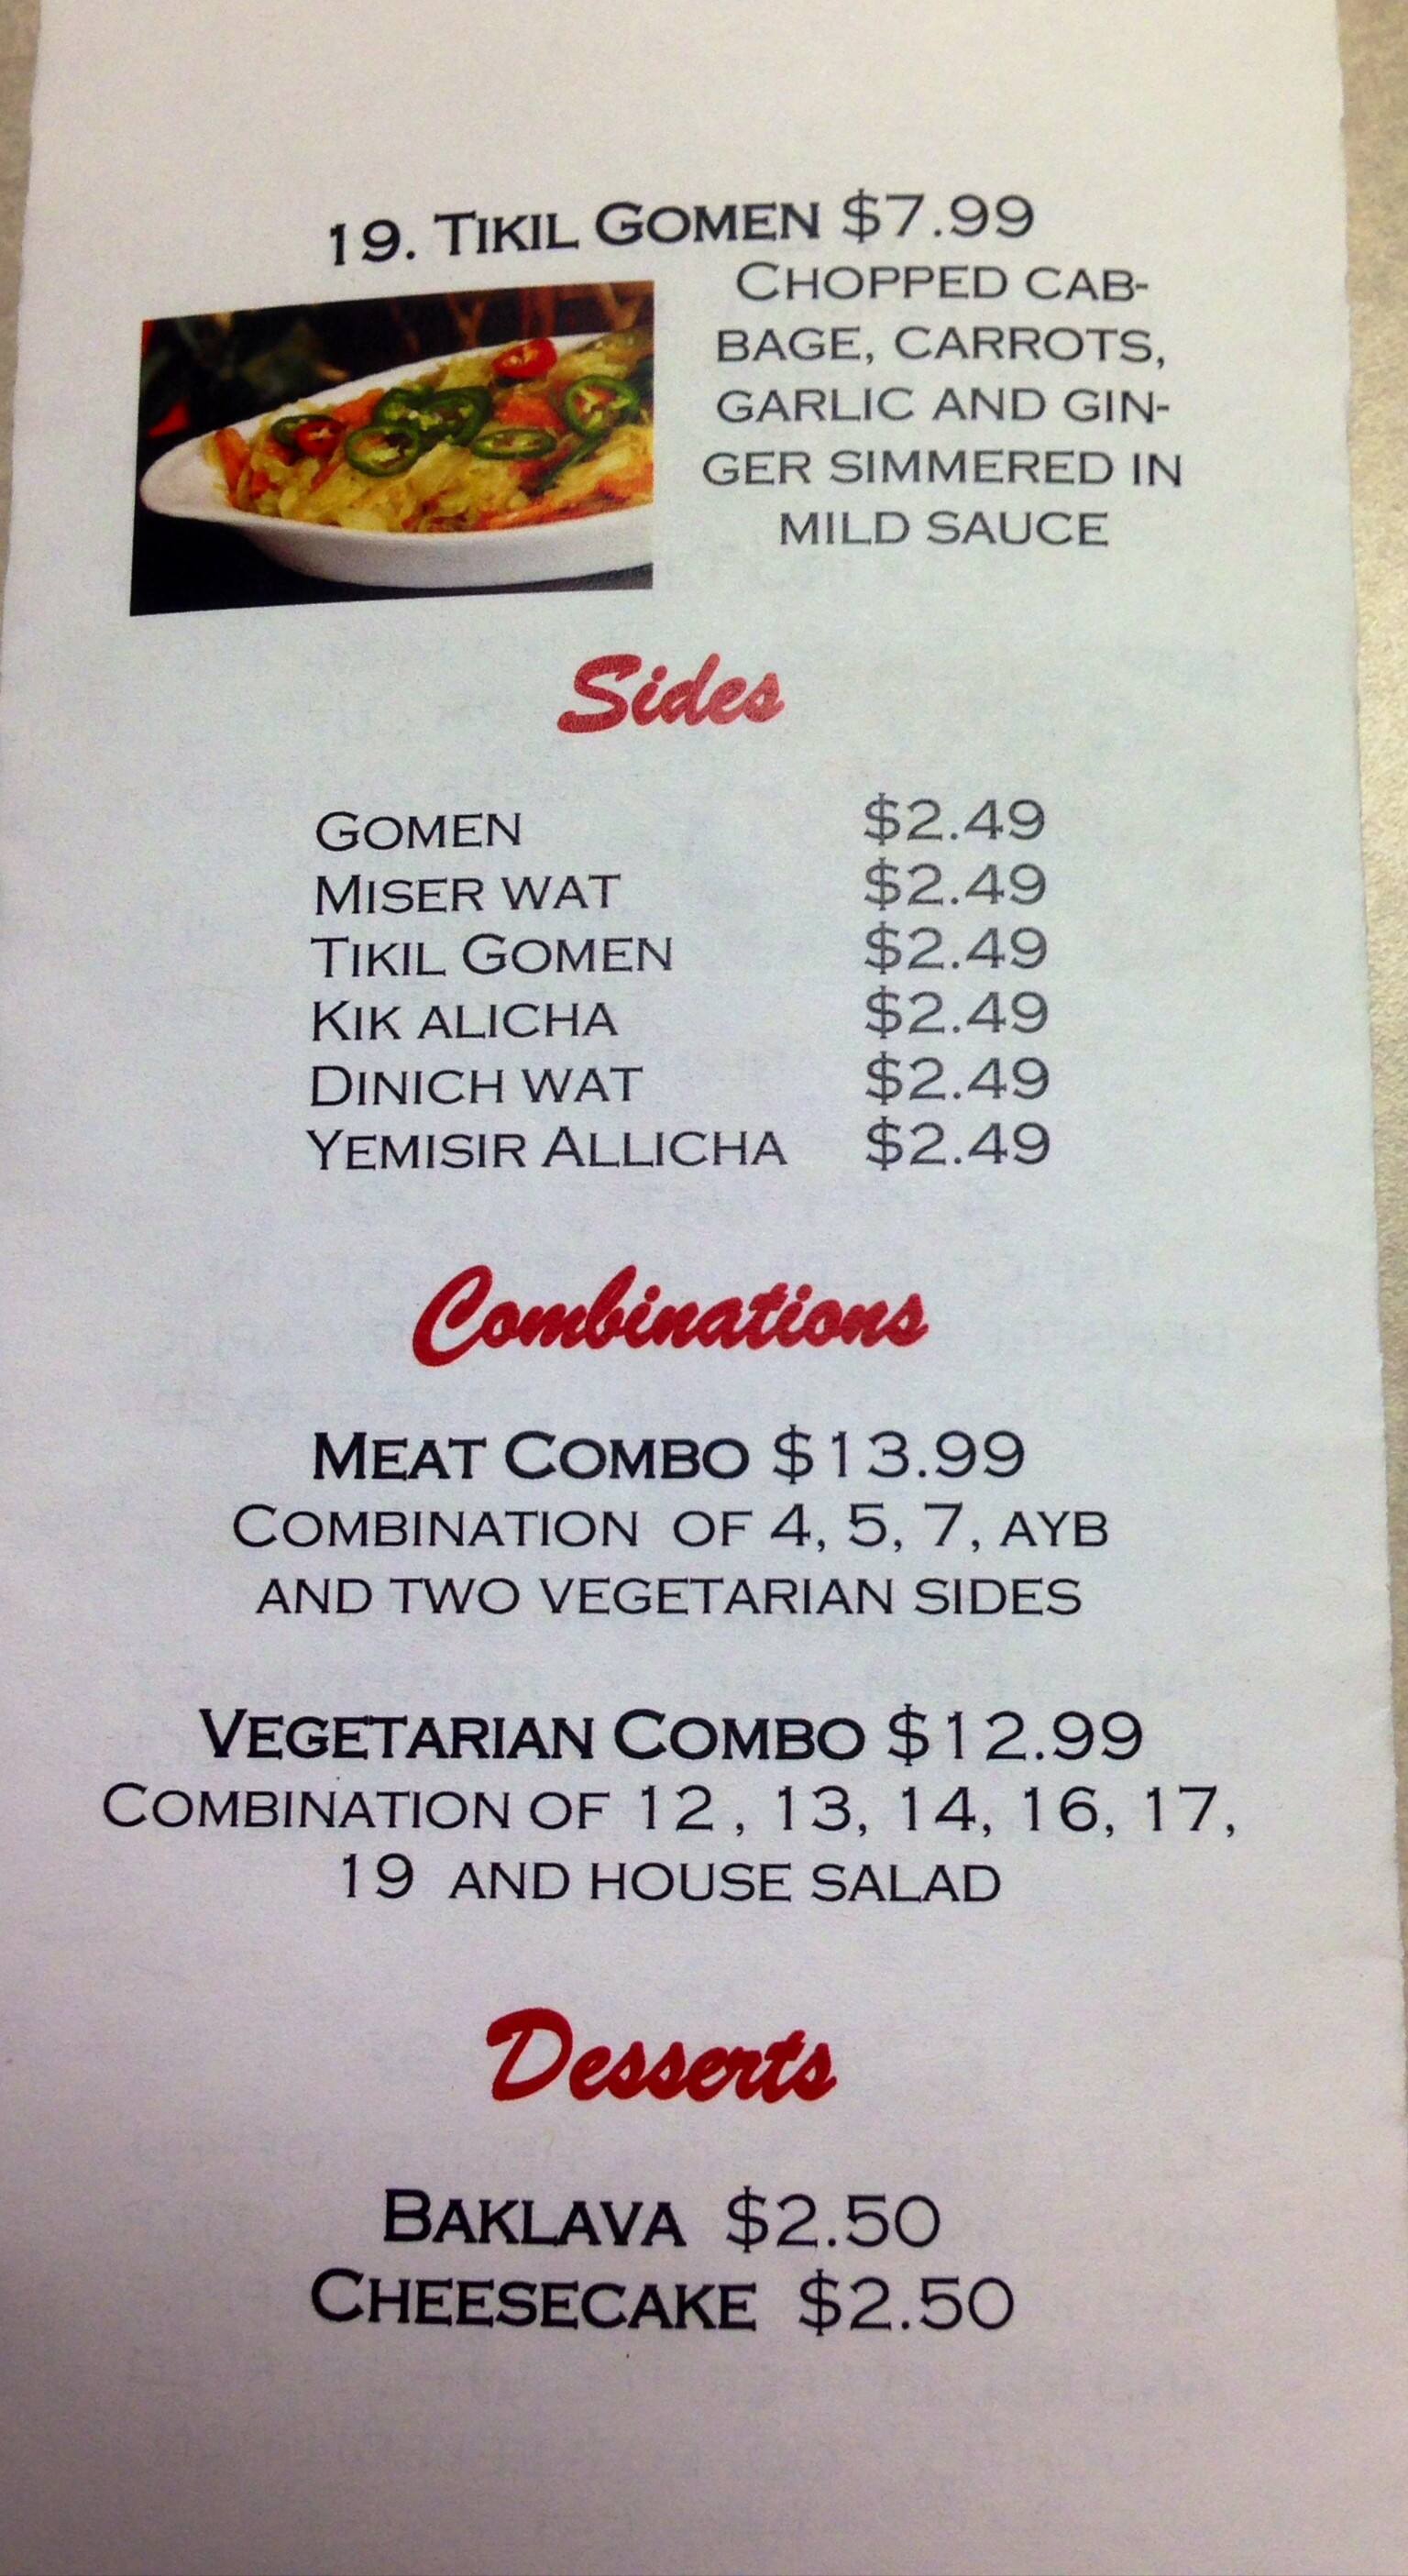 19. TIKIL GOMEN $7.99
CHOPPED CAB-
BAGE, CARROTS,
GARLIC AND GIN-
GER SIMMERED IN
MILD SAUCE
Sides
GOMEN $2.49
MISER WAT $2.49
TIKIL GOMEN $2.49
KIK ALICHA $2.49
DINICH WAT $2.49
YEMISIR ALLICHA $2.49
Combinations
MEAT COMBO $13.99
COMBINATION OF 4, 5, 7, AYB
AND TWO VEGETARIAN SIDES
VEGETARIAN COMBO $12.99
COMBINATION OF 12 , 13, 14, 16, 17,
19 AND HOUSE SALAD
Desserts
BAKLAVA $2.50
CHEESECAKE $2.50